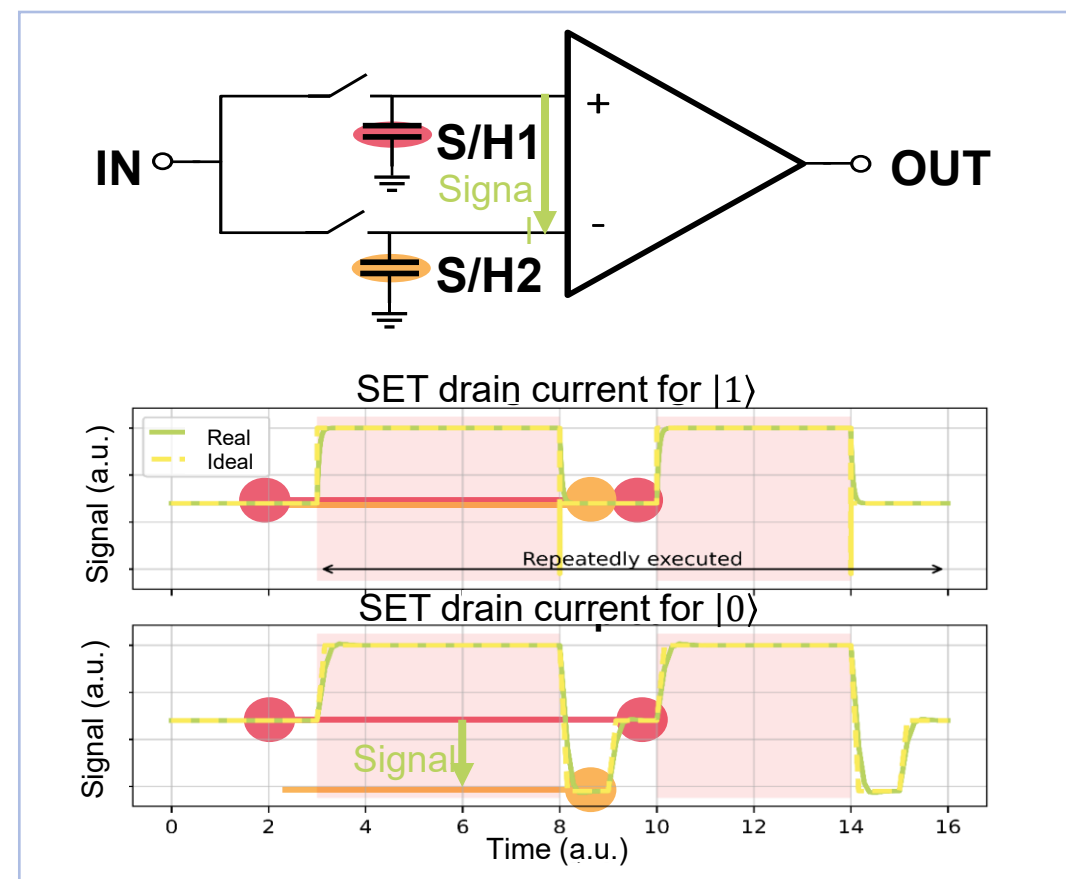 +
S/H1
IN
OUT
Signa
l
-
S/H2
SET drain current for |1⟩
Signal (a.u.)
Real
Ideal
Repeatedly executed
SET drain current for |0⟩
Signal (a.u.)
Signal
0 2 4 6 8 10 12 14 16
Time (a.u.)